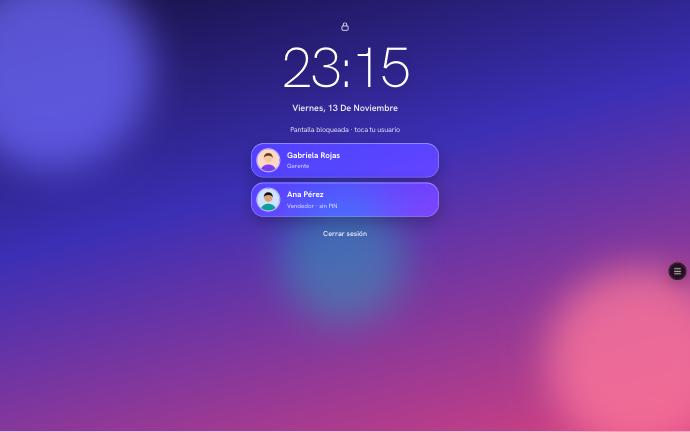 23:15
Viernes, 13 De Noviembre
Pantalla bloqueada · toca tu usuario
Gabriela Rojas
Gerente
Ana Pérez
Vendedor · sin PIN
Cerrar sesión